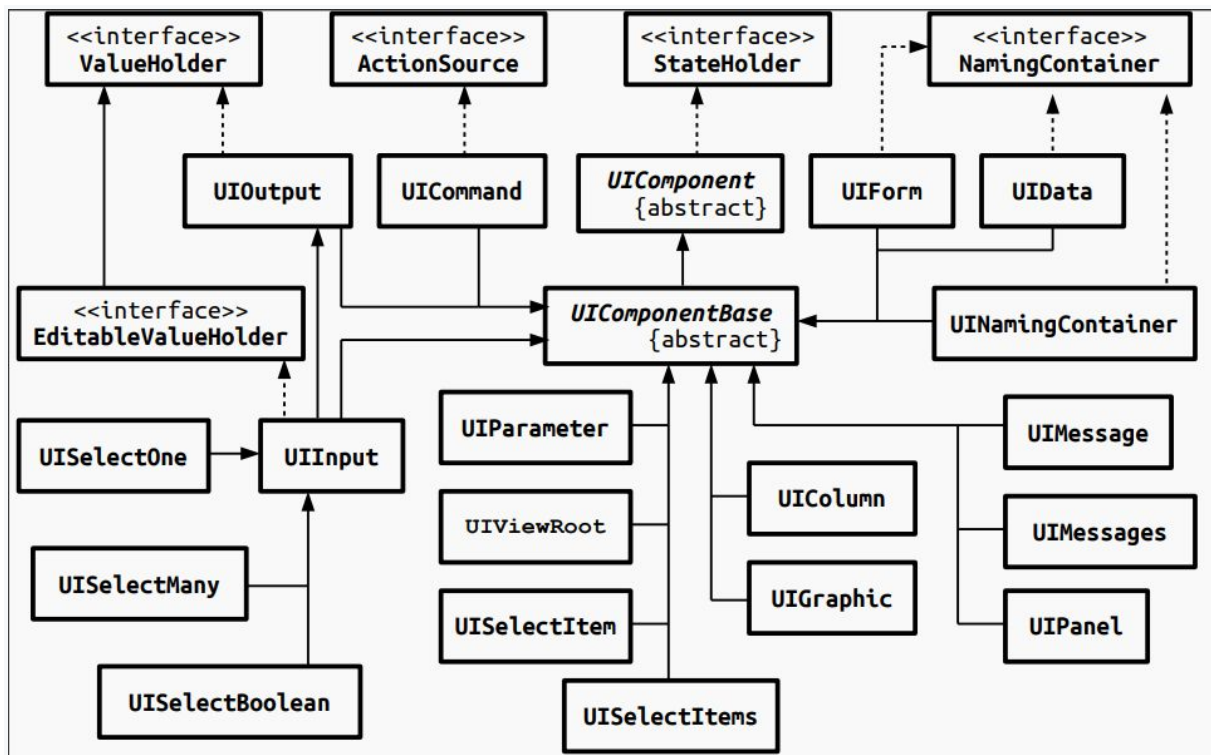 <<interface>>
ValueHolder
<<interface>>
ActionSource
<<interface>>
StateHolder
<<interface>>
NamingContainer
UIOutput
UICommand
UIComponent
{abstract}
UIForm
UIData
<<interface>>
EditableValueHolder
UIComponentBase
{abstract}
UINamingContainer
UISelectOne
UIInput
UIParameter
UIMessage
UIColumn
UIViewRoot
UIMessages
UISelectMany
UISelectItem
UIGraphic
UIPanel
UISelectBoolean
UISelectItems